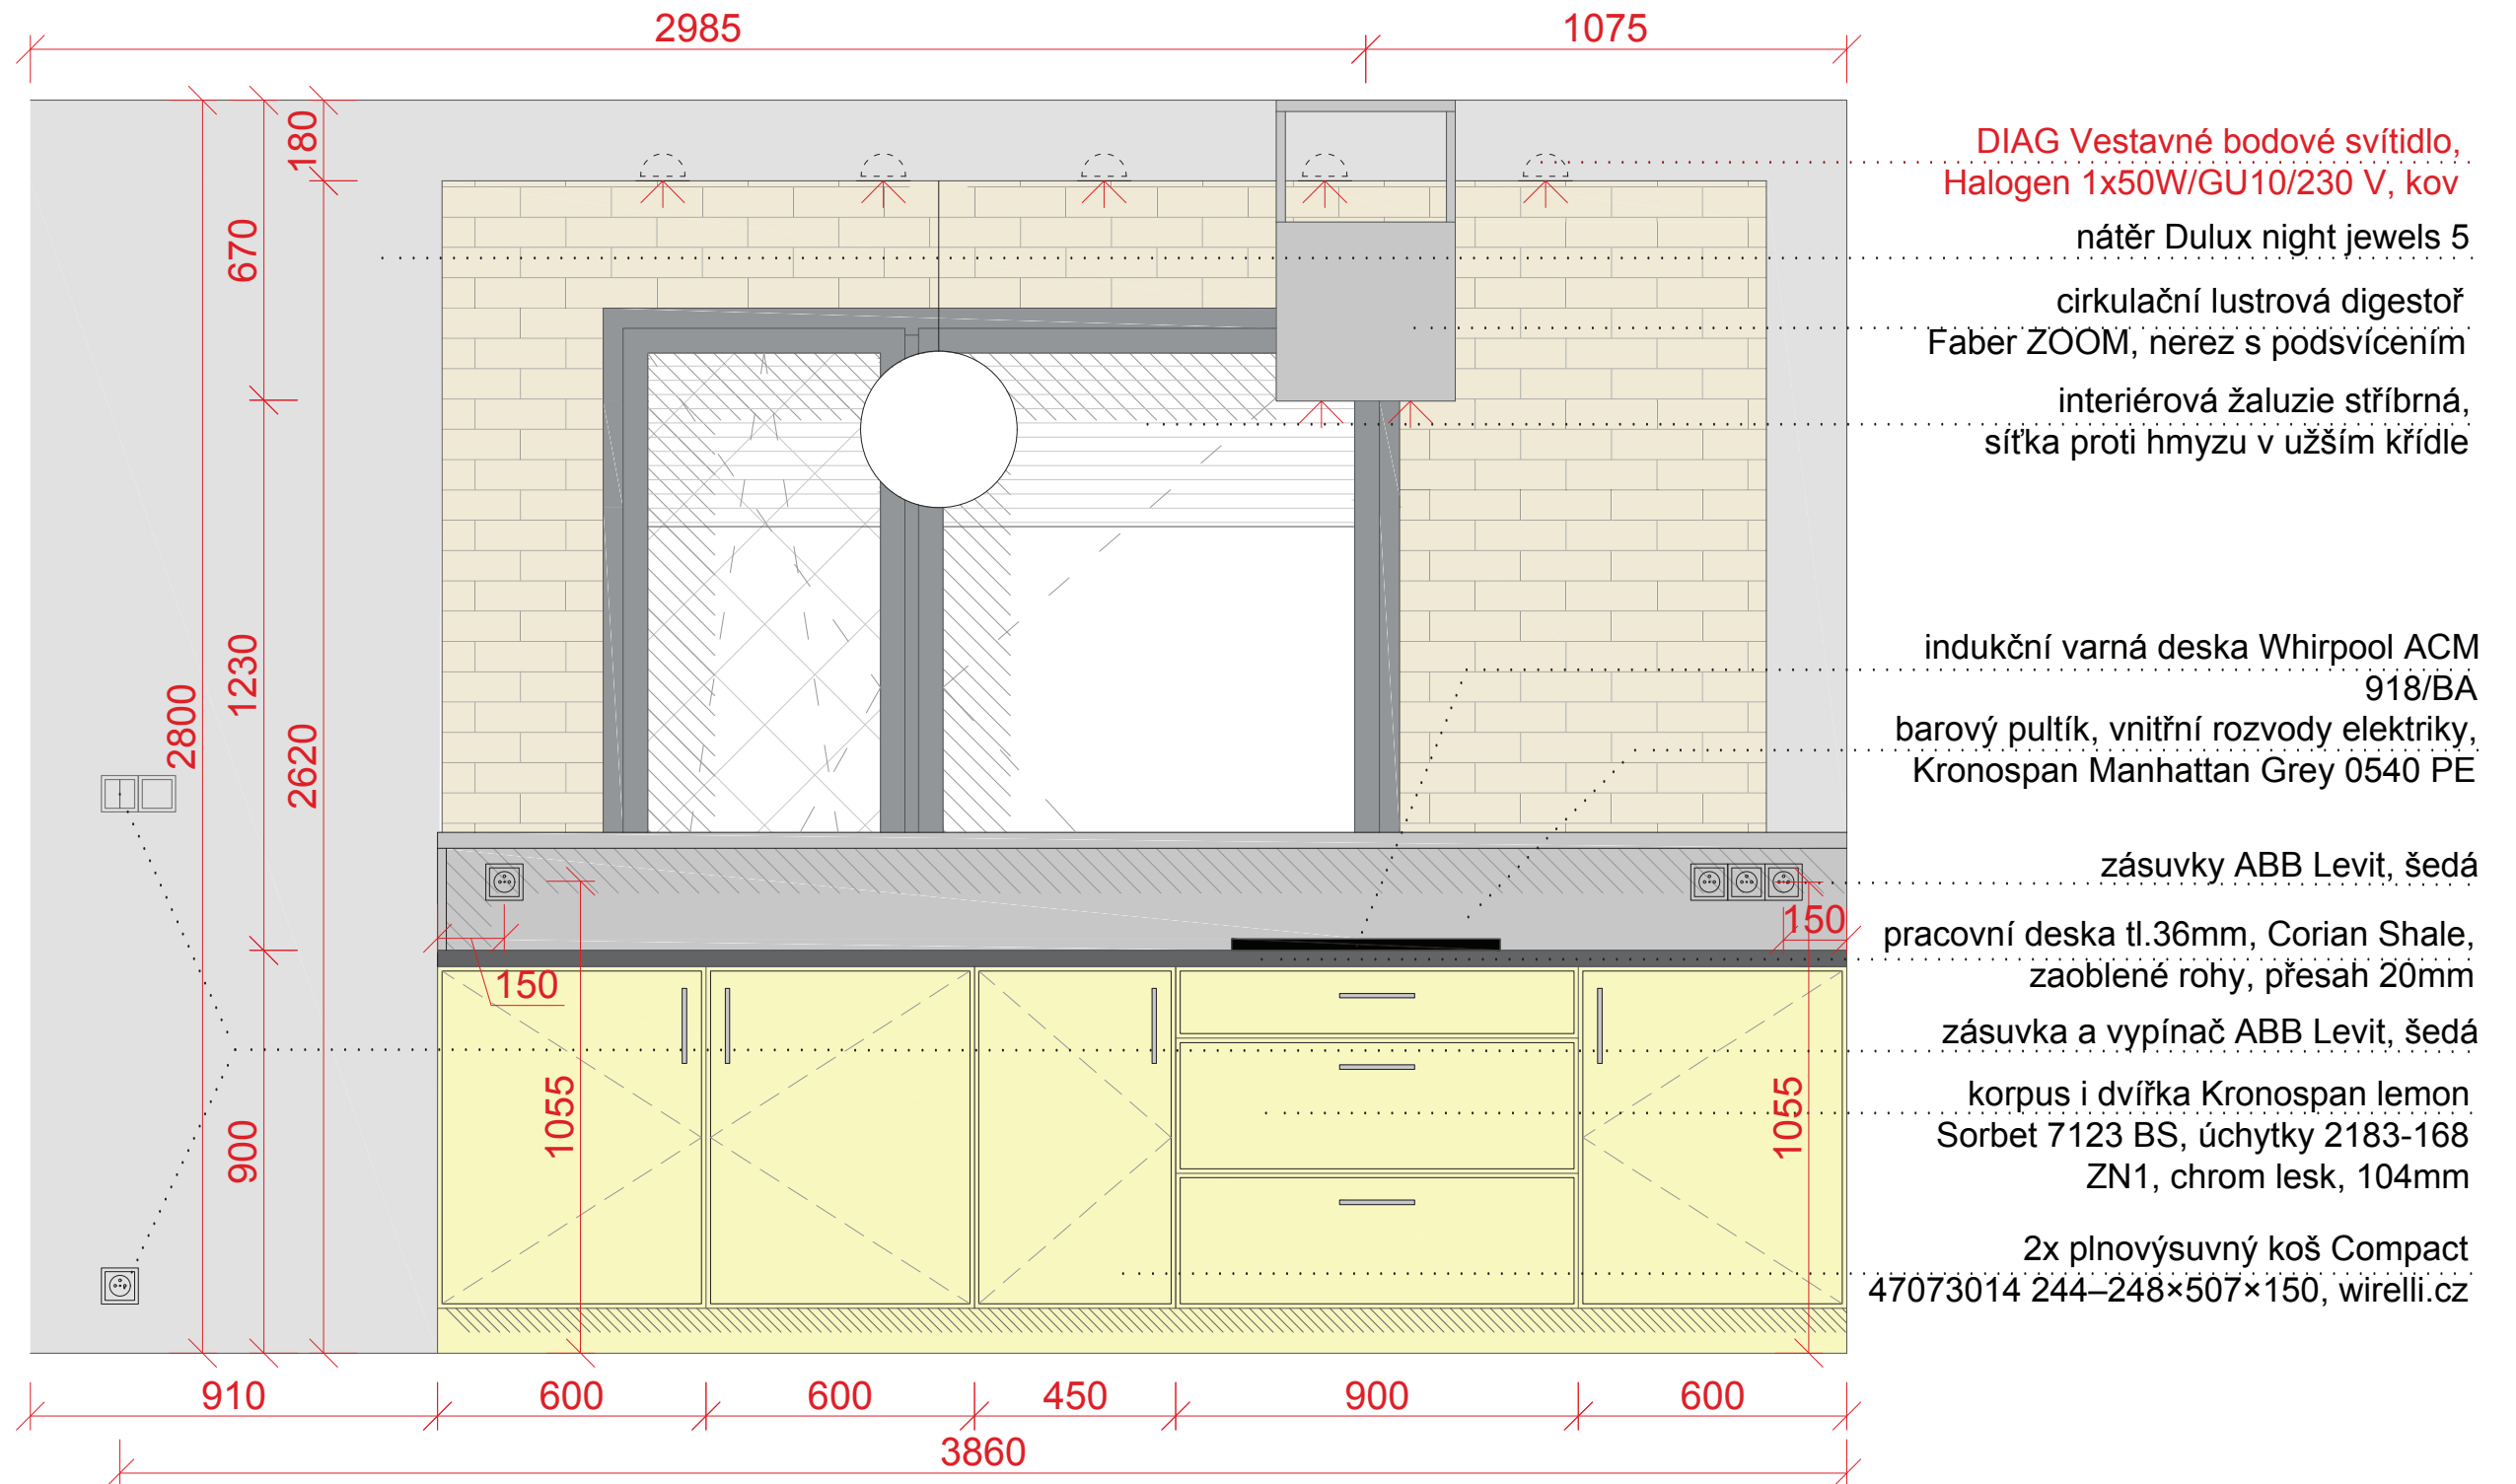 2985
1075
180
DIAG Vestavné bodové svítidlo,
Halogen 1x50W/GU10/230 V, kov
670
nátěr Dulux night jewels 5
cirkulační lustrová digestoř
Faber ZOOM, nerez s podsvícením
interiérová žaluzie stříbrná,
síťka proti hmyzu v užším křídle
1230
2800
2620
indukční varná deska Whirpool ACM
918/BA
barový pultík, vnitřní rozvody elektriky,
Kronospan Manhattan Grey 0540 PE
zásuvky ABB Levit, šedá
150
pracovní deska tl.36mm, Corian Shale,
zaoblené rohy, přesah 20mm
150
zásuvka a vypínač ABB Levit, šedá
900
1055
1055
korpus i dvířka Kronospan lemon
Sorbet 7123 BS, úchytky 2183-168
ZN1, chrom lesk, 104mm
2x plnovýsuvný koš Compact
47073014 244–248×507×150, wirelli.cz
910
600
600
450
900
600
3860